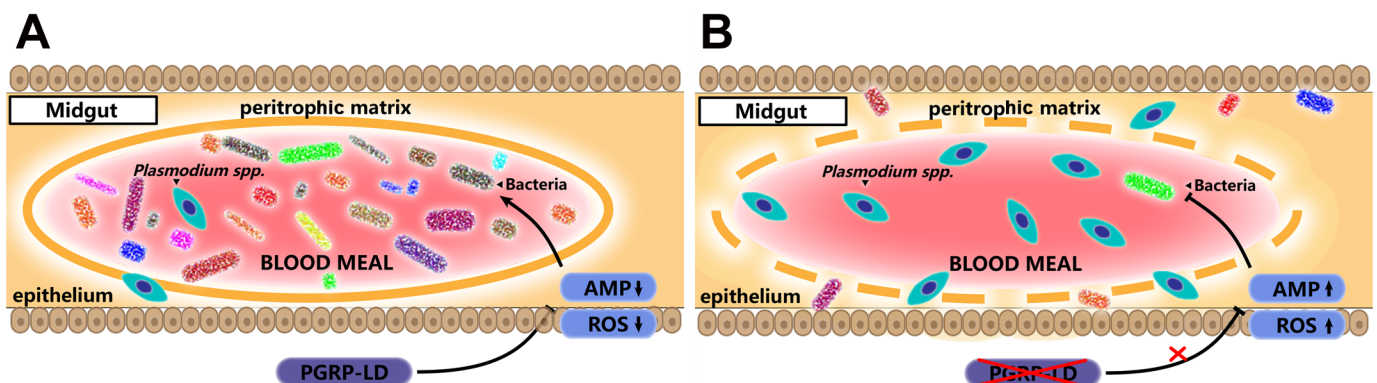 A
Midgut
peritrophic matrix
Plasmodium spp.
Bacteria
BLOOD MEAL
epithelium
AMP
ROS
PGRP-LD
B
Midgut
peritrophic matrix
Plasmodium spp.
Bacteria
BLOOD MEAL
epithelium
AMP
ROS
PGRP-LD